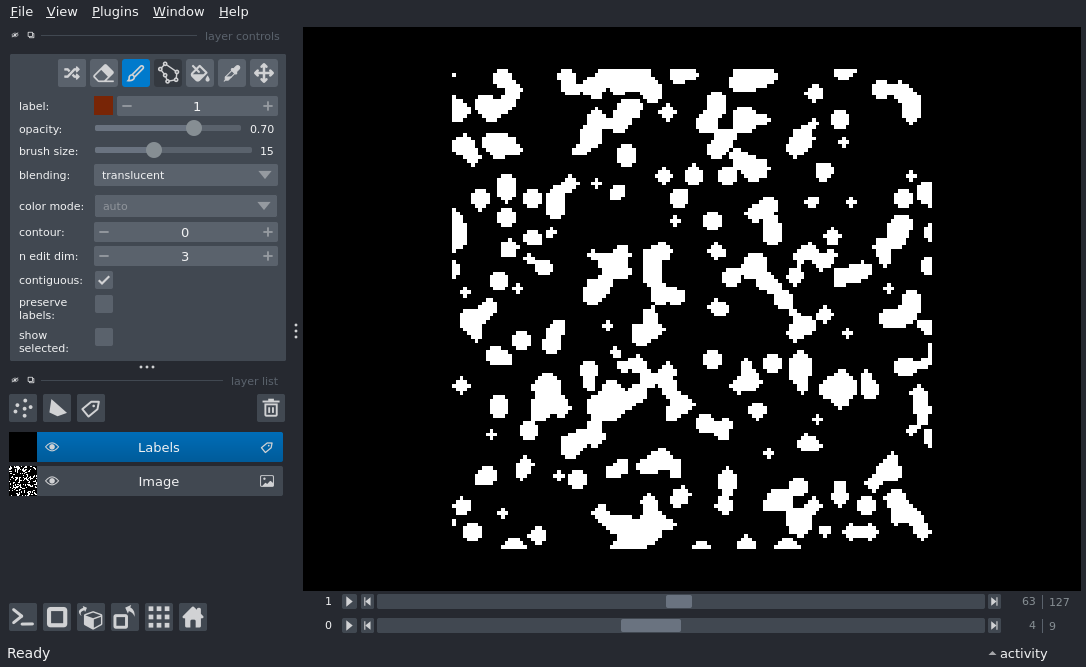 File View Plugins Window Help
layer controls
label: 1
opacity: 0.70
brush size: 15
blending: translucent
color mode: auto
contour: 0
n edit dim: 3
contiguous:
preserve
labels:
show
selected:
layer list
Labels
Image
1 63 127
0 4 9
Ready activity